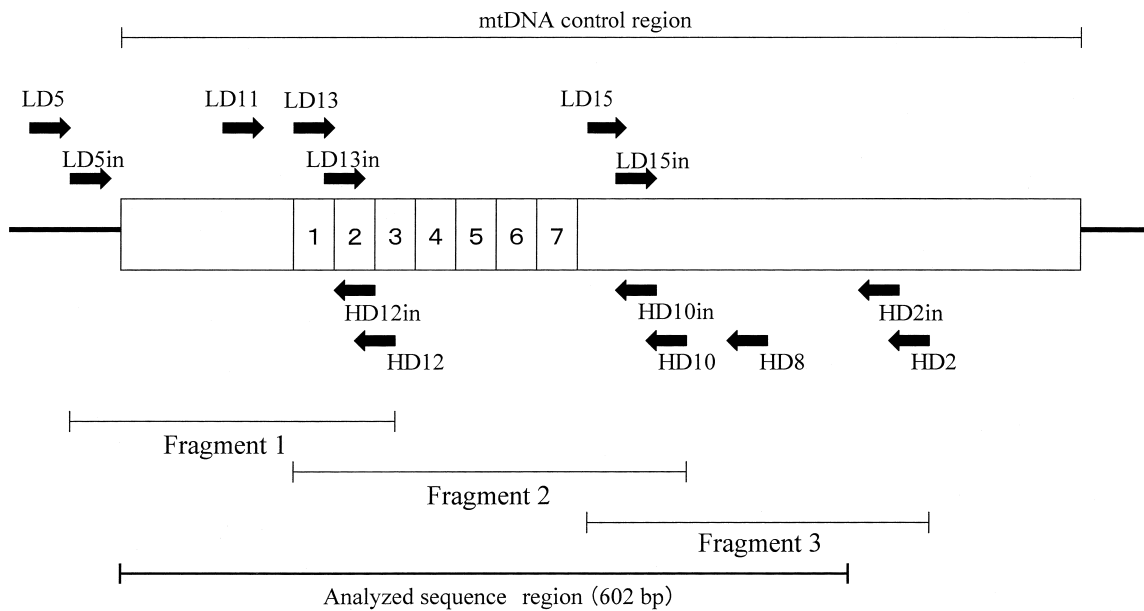 mtDNA control region
LD5
LD11
LD13
LD15
LD5in
LD13in
LD15in
1 2 3 4 5 6 7
HD12in
HD10in
HD2in
HD12
HD10
HD8
HD2
Fragment 1
Fragment 2
Fragment 3
Analyzed sequence region (602 bp)